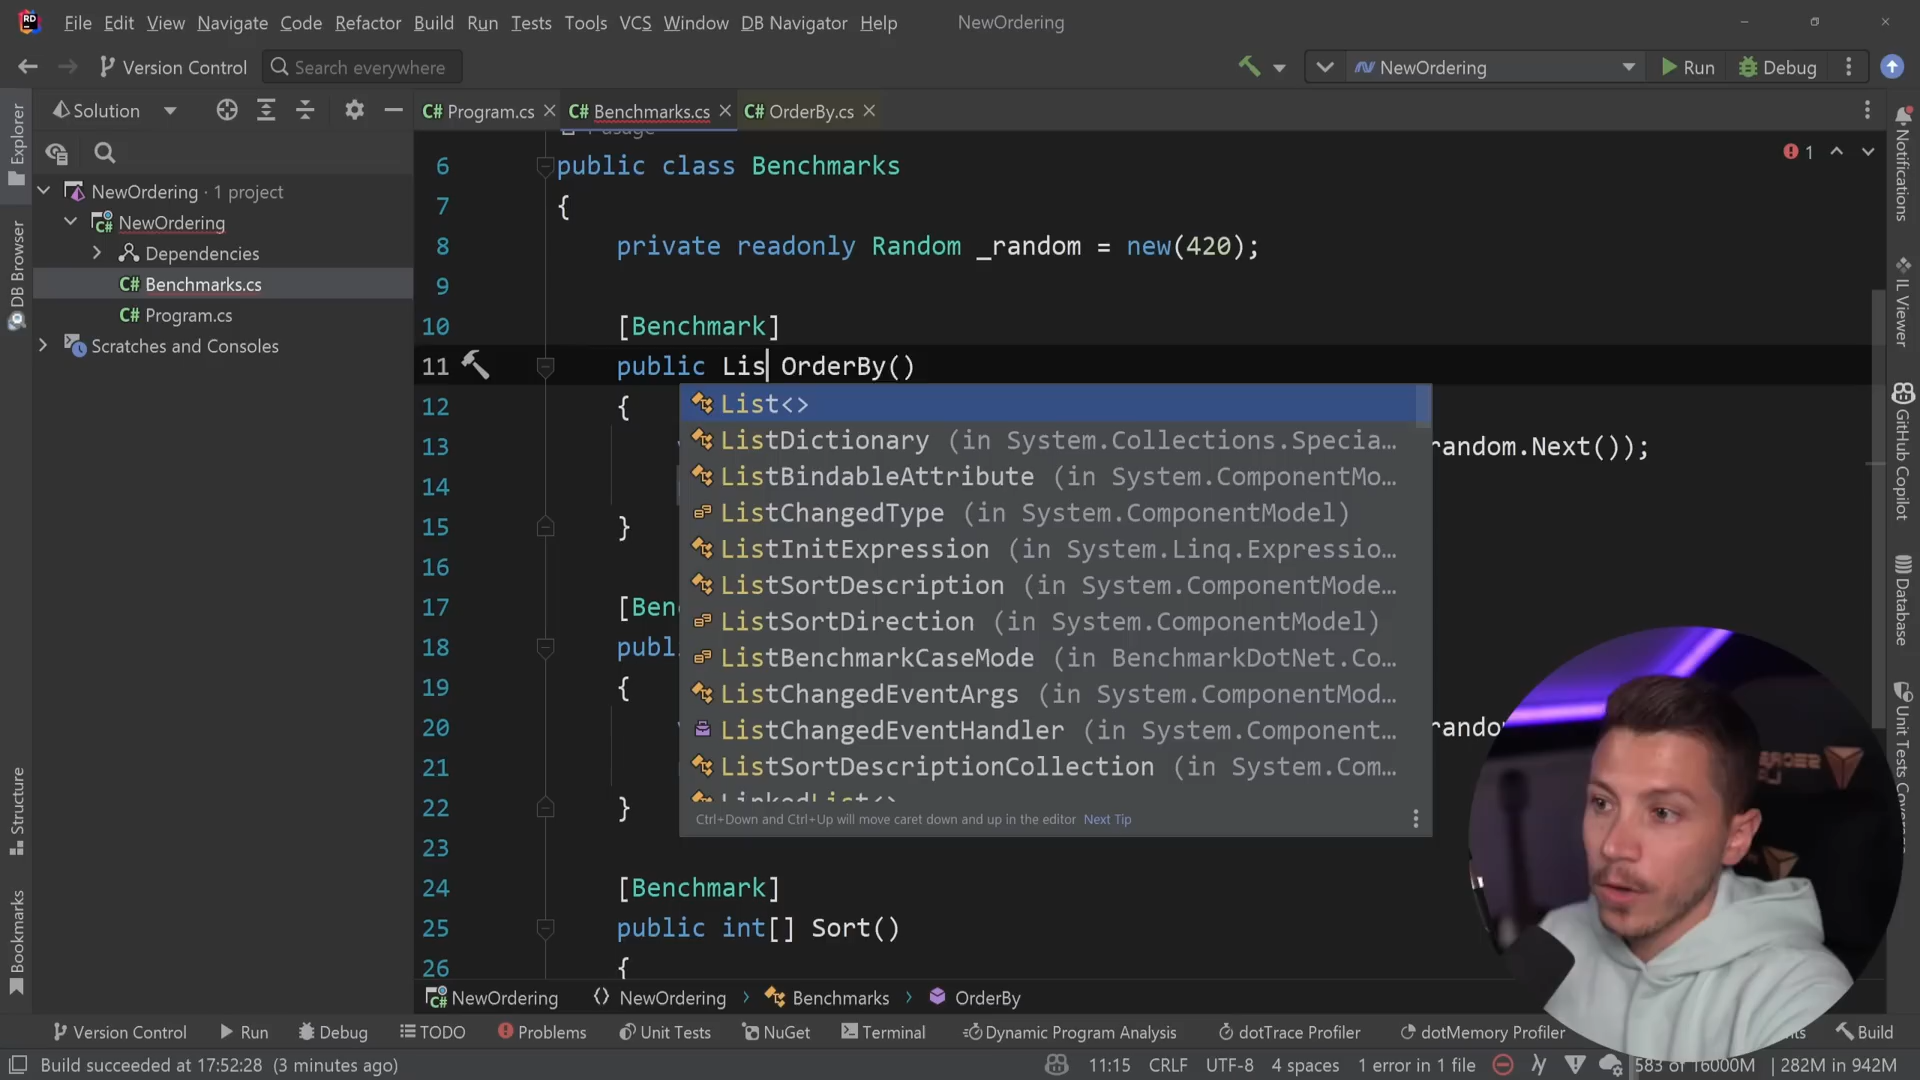 File Edit View Navigate Code Refactor Build Run Tests Tools VCS Window DB Navigator Help NewOrdering
Version Control Search everywhere NewOrdering Run Debug
Solution
C# Program.cs C# Benchmarks.cs C# OrderBy.cs
NewOrdering · 1 project
NewOrdering
Dependencies
C# Benchmarks.cs
C# Program.cs
Scratches and Consoles
Explorer
DB Browser
Structure
Bookmarks
1
6 public class Benchmarks
7 {
8 private readonly Random _random = new(420);
9
10 [Benchmark]
11 public Lis OrderBy()
12 {
13 random.Next());
14
15 }
16
17 [Ben
18 publ
19 {
20 rando
21
22 }
23
24 [Benchmark]
25 public int[] Sort()
26 {
List<>
ListDictionary (in System.Collections.Specia...
ListBindableAttribute (in System.ComponentMo...
ListChangedType (in System.ComponentModel)
ListInitExpression (in System.Linq.Expressio...
ListSortDescription (in System.ComponentMode...
ListSortDirection (in System.ComponentModel)
ListBenchmarkCaseMode (in BenchmarkDotNet.Co...
ListChangedEventArgs (in System.ComponentMod...
ListChangedEventHandler (in System.Component...
ListSortDescriptionCollection (in System.Com...
LinkedList<>
Ctrl+Down and Ctrl+Up will move caret down and up in the editor Next Tip
Notifications
IL Viewer
GitHub Copilot
Database
Unit Tests Cover
NewOrdering NewOrdering Benchmarks OrderBy
Version Control Run Debug TODO Problems Unit Tests NuGet Terminal Dynamic Program Analysis dotTrace Profiler dotMemory Profiler Build
Build succeeded at 17:52:28 (3 minutes ago) 11:15 CRLF UTF-8 4 spaces 1 error in 1 file 583 of 16000M 282M in 942M